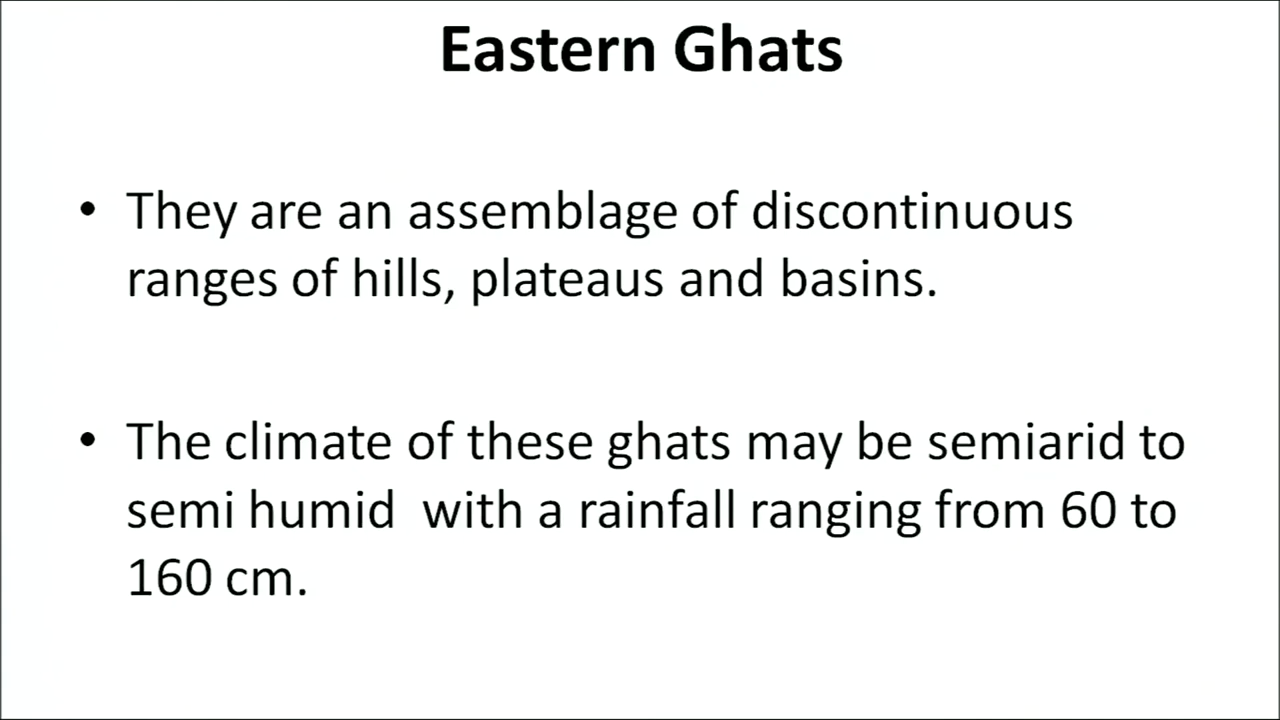 Eastern Ghats
• They are an assemblage of discontinuous
ranges of hills, plateaus and basins.
• The climate of these ghats may be semiarid to
semi humid  with a rainfall ranging from 60 to
160 cm.